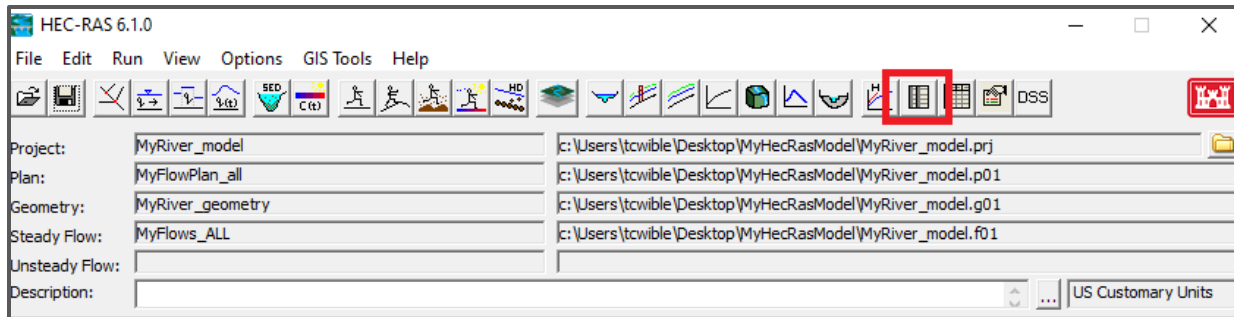 HEC-RAS 6.1.0
File Edit Run View Options GIS Tools Help
SED C(t) HD H DSS
Project: MyRiver_model c:\Users\tcwible\Desktop\MyHecRasModel\MyRiver_model.prj
Plan: MyFlowPlan_all c:\Users\tcwible\Desktop\MyHecRasModel\MyRiver_model.p01
Geometry: MyRiver_geometry c:\Users\tcwible\Desktop\MyHecRasModel\MyRiver_model.g01
Steady Flow: MyFlows_ALL c:\Users\tcwible\Desktop\MyHecRasModel\MyRiver_model.f01
Unsteady Flow:
Description: ... US Customary Units